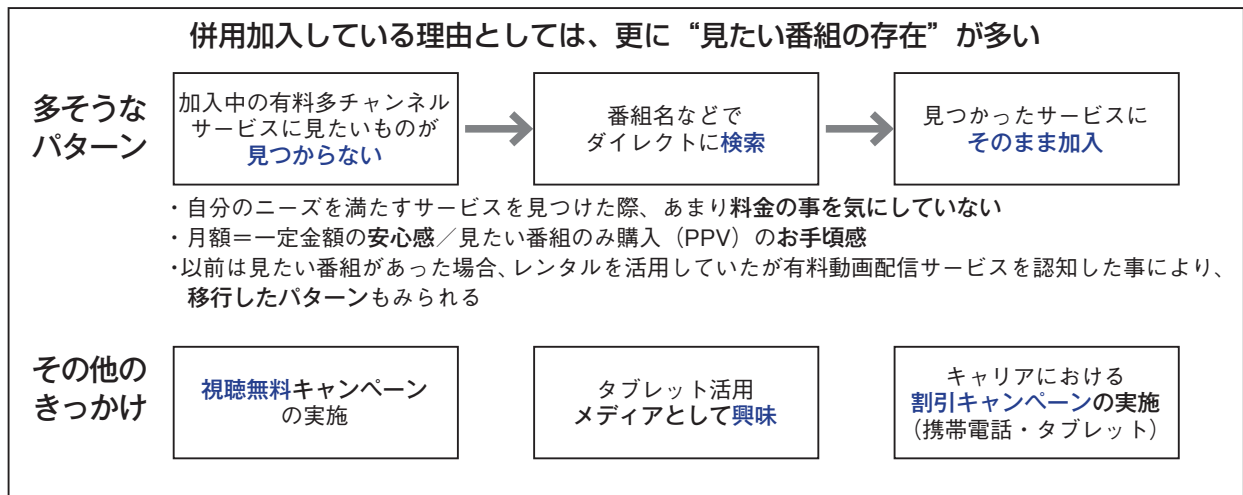 併用加入している理由としては、更に“見たい番組の存在”が多い
多そうな
パターン
加入中の有料多チャンネル
サービスに見たいものが
見つからない
番組名などで
ダイレクトに検索
見つかったサービスに
そのまま加入
・自分のニーズを満たすサービスを見つけた際、あまり料金の事を気にしていない
・月額＝一定金額の安心感／見たい番組のみ購入（PPV）のお手頃感
・以前は見たい番組があった場合、レンタルを活用していたが有料動画配信サービスを認知した事により、
移行したパターンもみられる
その他の
きっかけ
視聴無料キャンペーン
の実施
タブレット活用
メディアとして興味
キャリアにおける
割引キャンペーンの実施
（携帯電話・タブレット）